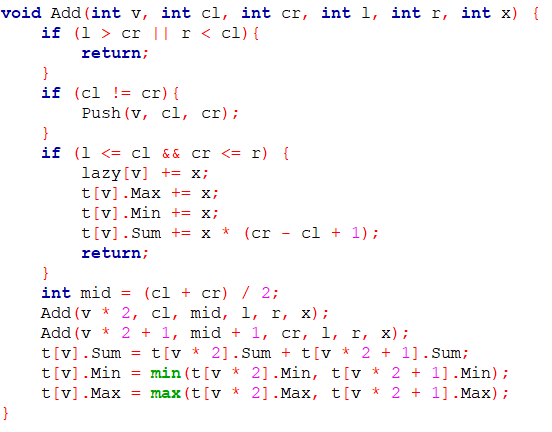 void Add(int v, int cl, int cr, int l, int r, int x) {
    if (l > cr || r < cl){
        return;
    }
    if (cl != cr){
        Push(v, cl, cr);
    }
    if (l <= cl && cr <= r) {
        lazy[v] += x;
        t[v].Max += x;
        t[v].Min += x;
        t[v].Sum += x * (cr - cl + 1);
        return;
    }
    int mid = (cl + cr) / 2;
    Add(v * 2, cl, mid, l, r, x);
    Add(v * 2 + 1, mid + 1, cr, l, r, x);
    t[v].Sum = t[v * 2].Sum + t[v * 2 + 1].Sum;
    t[v].Min = min(t[v * 2].Min, t[v * 2 + 1].Min);
    t[v].Max = max(t[v * 2].Max, t[v * 2 + 1].Max);
}